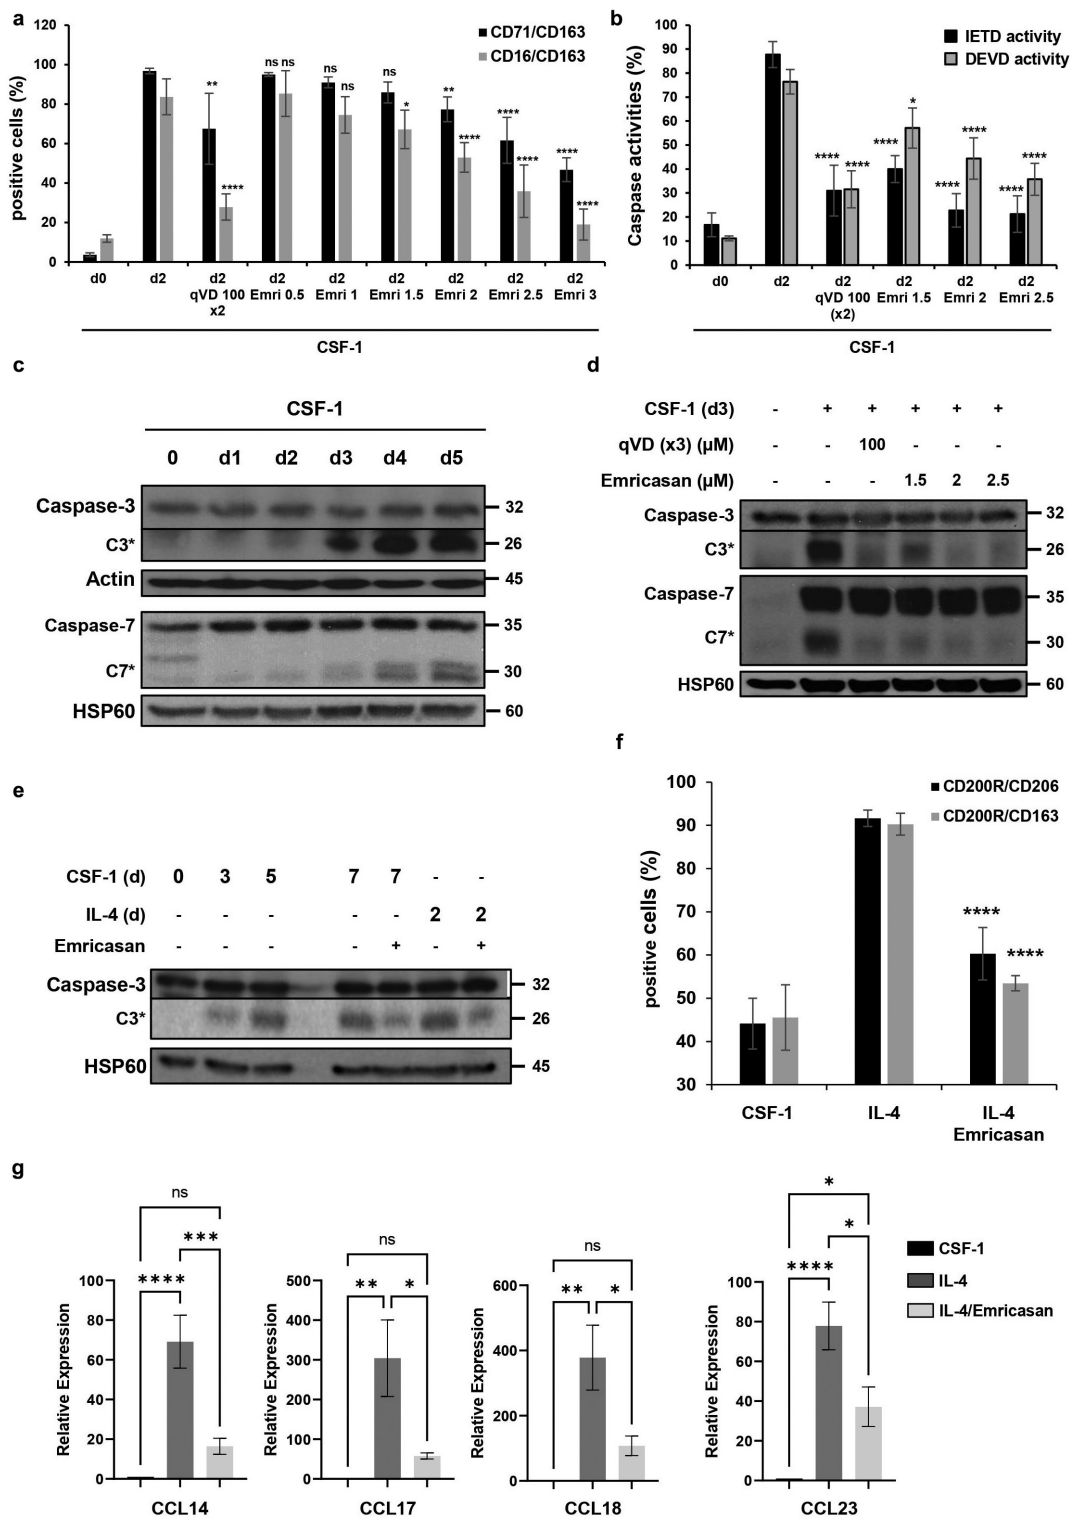 a
120
100
80
60
40
20
0
positive cells (%)
CD71/CD163
CD16/CD163
**
****
ns ns
ns
ns
ns
*
**
****
****
****
****
****
d0 d2 d2 d2 d2 d2 d2 d2 d2
qVD 100 Emri 0.5 Emri 1 Emri 1.5 Emri 2 Emri 2.5 Emri 3
x2
CSF-1
b
100
90
80
70
60
50
40
30
20
10
0
Caspase activities (%)
IETD activity
DEVD activity
**** ****
****
*
****
****
****
****
d0 d2 d2 d2 d2 d2
qVD 100 Emri 1.5 Emri 2 Emri 2.5
(x2)
CSF-1
c
CSF-1
0 d1 d2 d3 d4 d5
Caspase-3 32
C3* 26
Actin 45
Caspase-7 35
C7* 30
HSP60 60
d
CSF-1 (d3) - + + + + +
qVD (x3) (µM) - - 100 - - -
Emricasan (µM) - - - 1.5 2 2.5
Caspase-3 32
C3* 26
Caspase-7 35
C7* 30
HSP60 60
e
CSF-1 (d) 0 3 5 7 7 - -
IL-4 (d) - - - - - 2 2
Emricasan - - - - + - +
Caspase-3 32
C3* 26
HSP60 45
f
100
90
80
70
60
50
40
30
positive cells (%)
CD200R/CD206
CD200R/CD163
****
****
CSF-1 IL-4 IL-4
Emricasan
g
ns
***
****
100
80
60
40
20
0
Relative Expression
CCL14
ns
** *
500
400
300
200
100
0
Relative Expression
CCL17
ns
** *
600
400
200
0
Relative Expression
CCL18
*
*
****
100
80
60
40
20
0
Relative Expression
CCL23
CSF-1
IL-4
IL-4/Emricasan